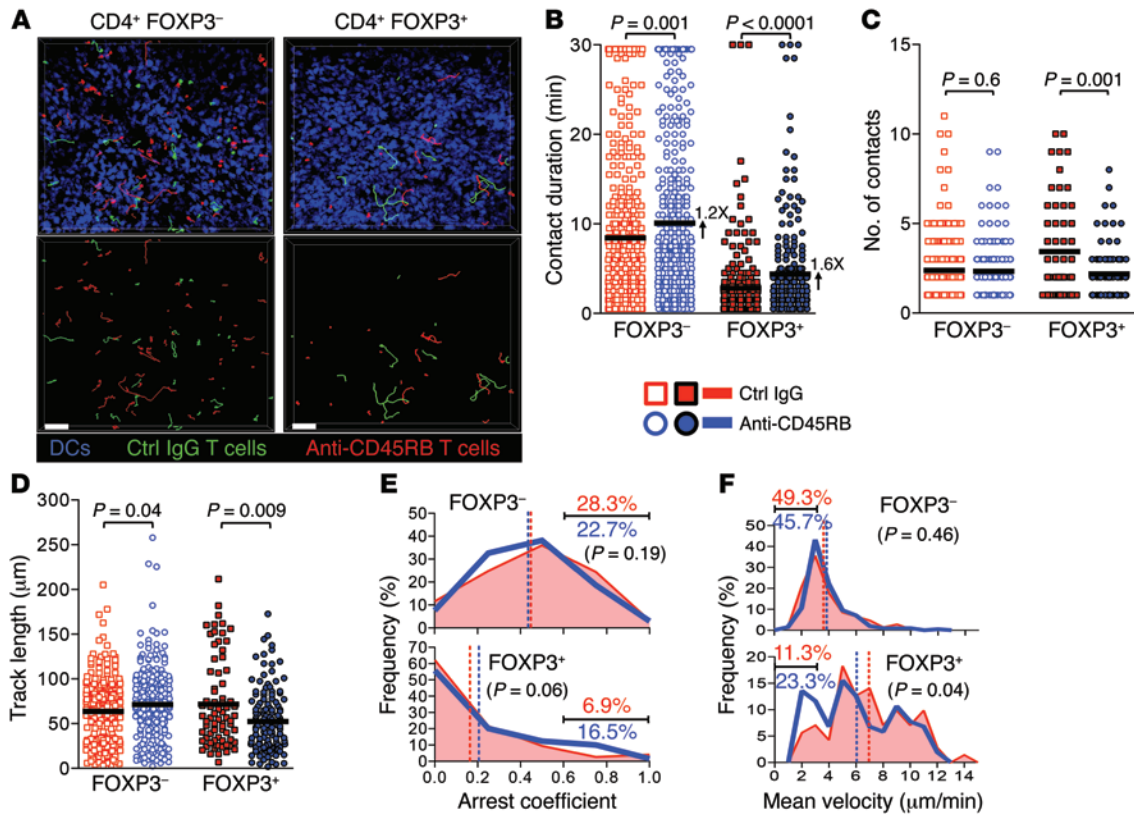 A
CD4+ FOXP3−
CD4+ FOXP3+
DCs
Ctrl IgG T cells
Anti-CD45RB T cells
B
P = 0.001
P < 0.0001
Contact duration (min)
30
20
10
0
1.2X
1.6X
FOXP3−
FOXP3+
C
P = 0.6
P = 0.001
No. of contacts
15
10
5
0
FOXP3−
FOXP3+
Ctrl IgG
Anti-CD45RB
D
P = 0.04
P = 0.009
Track length (μm)
300
250
200
150
100
50
0
FOXP3−
FOXP3+
E
FOXP3−
28.3%
22.7%
(P = 0.19)
50
40
30
20
10
0
FOXP3+
(P = 0.06)
6.9%
16.5%
70
60
50
40
30
20
10
0
Frequency (%)
0.0 0.2 0.4 0.6 0.8 1.0
Arrest coefficient
F
49.3%
45.7%
FOXP3−
(P = 0.46)
50
40
30
20
10
0
11.3%
23.3%
FOXP3+
(P = 0.04)
20
15
10
5
0
Frequency (%)
0 2 4 6 8 10 12 14
Mean velocity (μm/min)